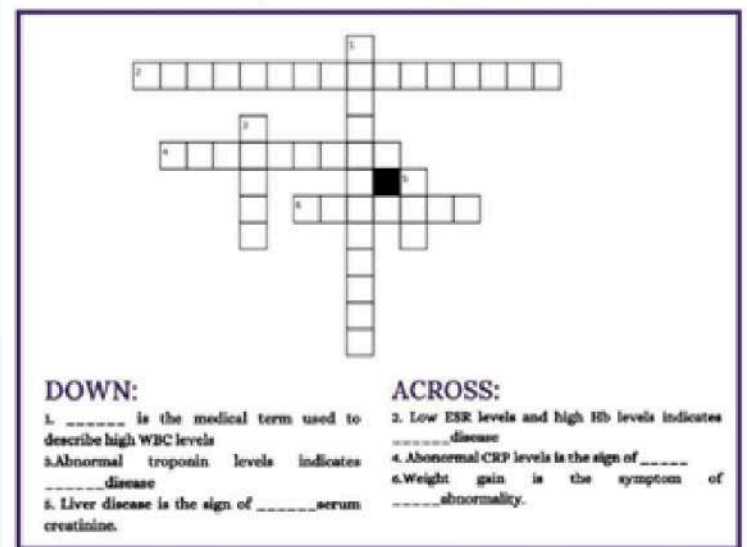 1
2
3
4
5
6
DOWN:
1. ______ is the medical term used to
describe high WBC levels
3.Abnormal troponin levels indicates
______disease
5. Liver disease is the sign of ______serum
creatinine.
ACROSS:
2. Low ESR levels and high Hb levels indicates
______disease
4. Abonormal CRP levels is the sign of _____
6.Weight gain is the symptom of
_____abnormality.